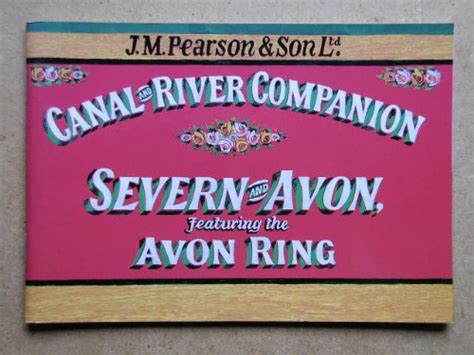 J.M.Pearson & Son Ltd.
CANAL AND RIVER COMPANION
SEVERN AND AVON,
Featuring the
AVON RING